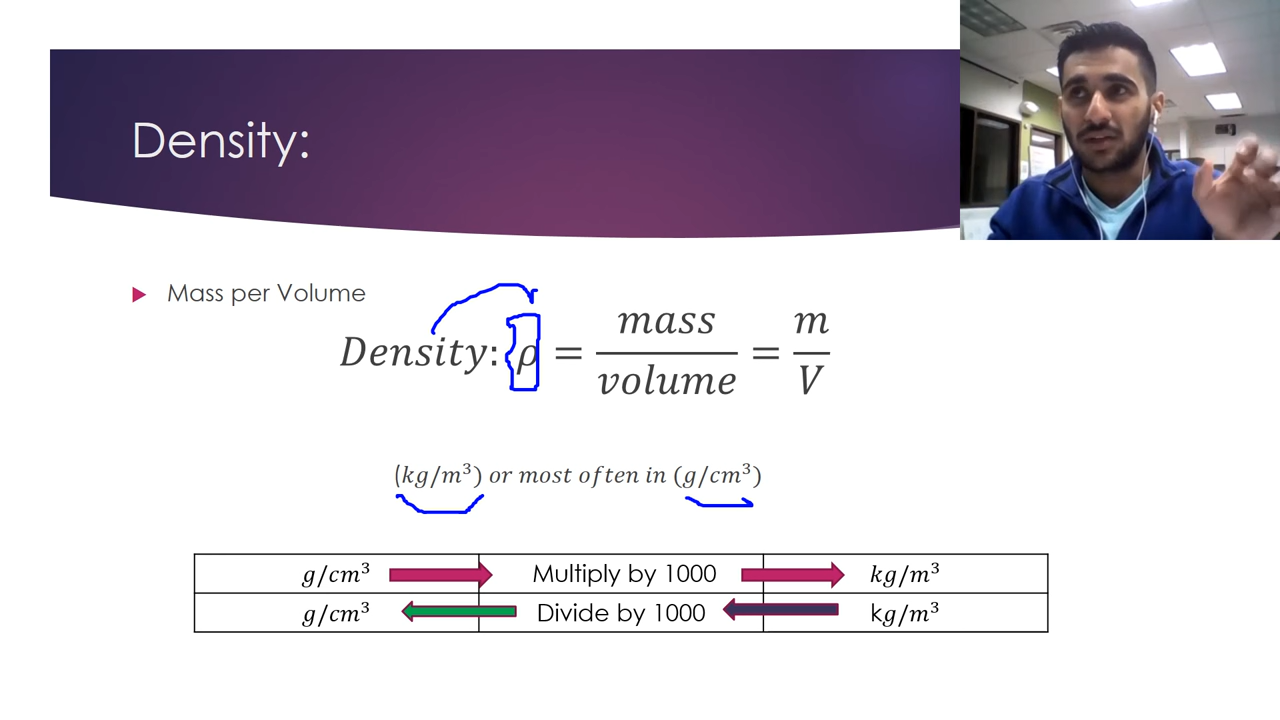 Density:
Mass per Volume
Density: ρ = mass/volume = m/V
(kg/m³) or most often in (g/cm³)
g/cm³ Multiply by 1000 kg/m³
g/cm³ Divide by 1000 kg/m³